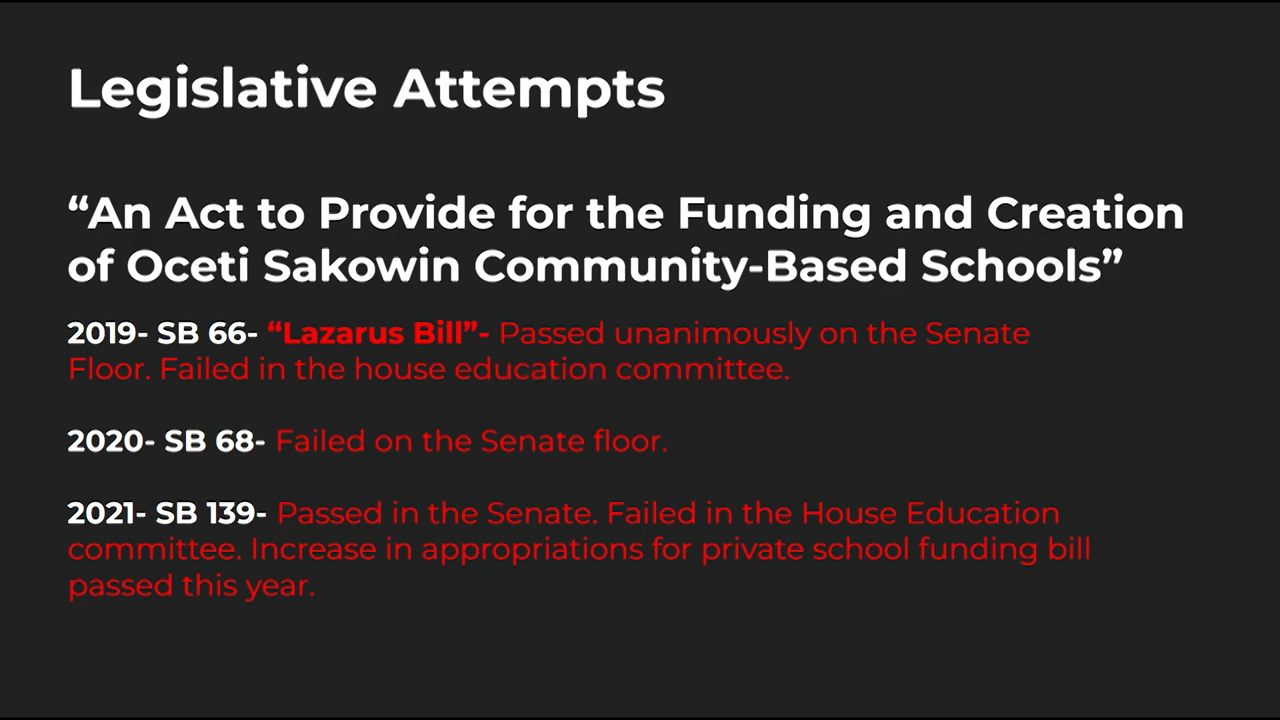 Legislative Attempts
“An Act to Provide for the Funding and Creation
of Oceti Sakowin Community-Based Schools”
2019- SB 66- “Lazarus Bill”- Passed unanimously on the Senate
Floor. Failed in the house education committee.
2020- SB 68- Failed on the Senate floor.
2021- SB 139- Passed in the Senate. Failed in the House Education
committee. Increase in appropriations for private school funding bill
passed this year.